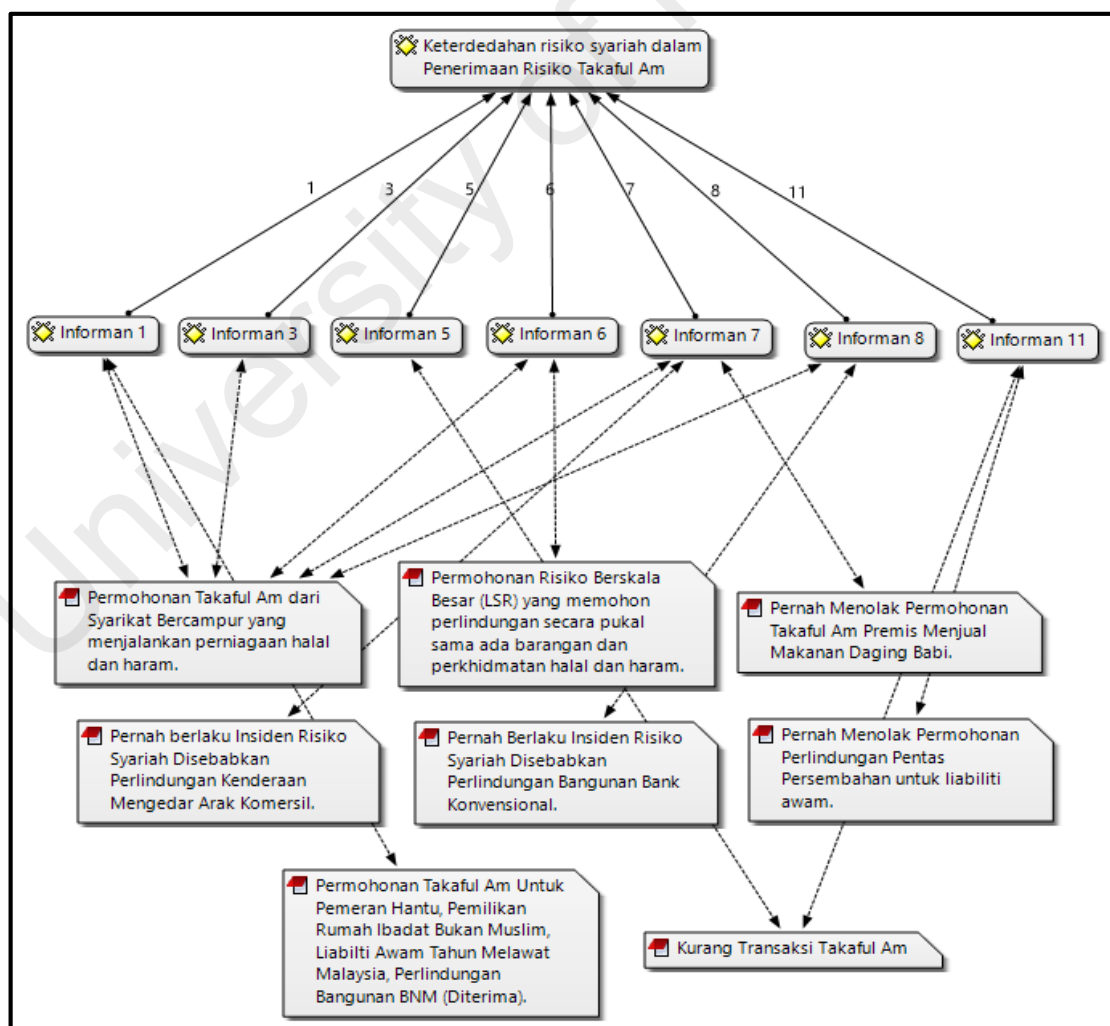 Keterdedahan risiko syariah dalam
Penerimaan Risiko Takaful Am
1
3
5
6
7
8
11
Informan 1
Informan 3
Informan 5
Informan 6
Informan 7
Informan 8
Informan 11
Permohonan Takaful Am dari
Syarikat Bercampur yang
menjalankan perniagaan halal
dan haram.
Permohonan Risiko Berskala
Besar (LSR) yang memohon
perlindungan secara pukal
sama ada barangan dan
perkhidmatan halal dan haram.
Pernah Menolak Permohonan
Takaful Am Premis Menjual
Makanan Daging Babi.
Pernah berlaku Insiden Risiko
Syariah Disebabkan
Perlindungan Kenderaan
Mengedar Arak Komersil.
Pernah Berlaku Insiden Risiko
Syariah Disebabkan
Perlindungan Bangunan Bank
Konvensional.
Pernah Menolak Permohonan
Perlindungan Pentas
Persembahan untuk liabiliti
awam.
Permohonan Takaful Am Untuk
Pemeran Hantu, Pemilikan
Rumah Ibadat Bukan Muslim,
Liabilti Awam Tahun Melawat
Malaysia, Perlindungan
Bangunan BNM (Diterima).
Kurang Transaksi Takaful Am
University of